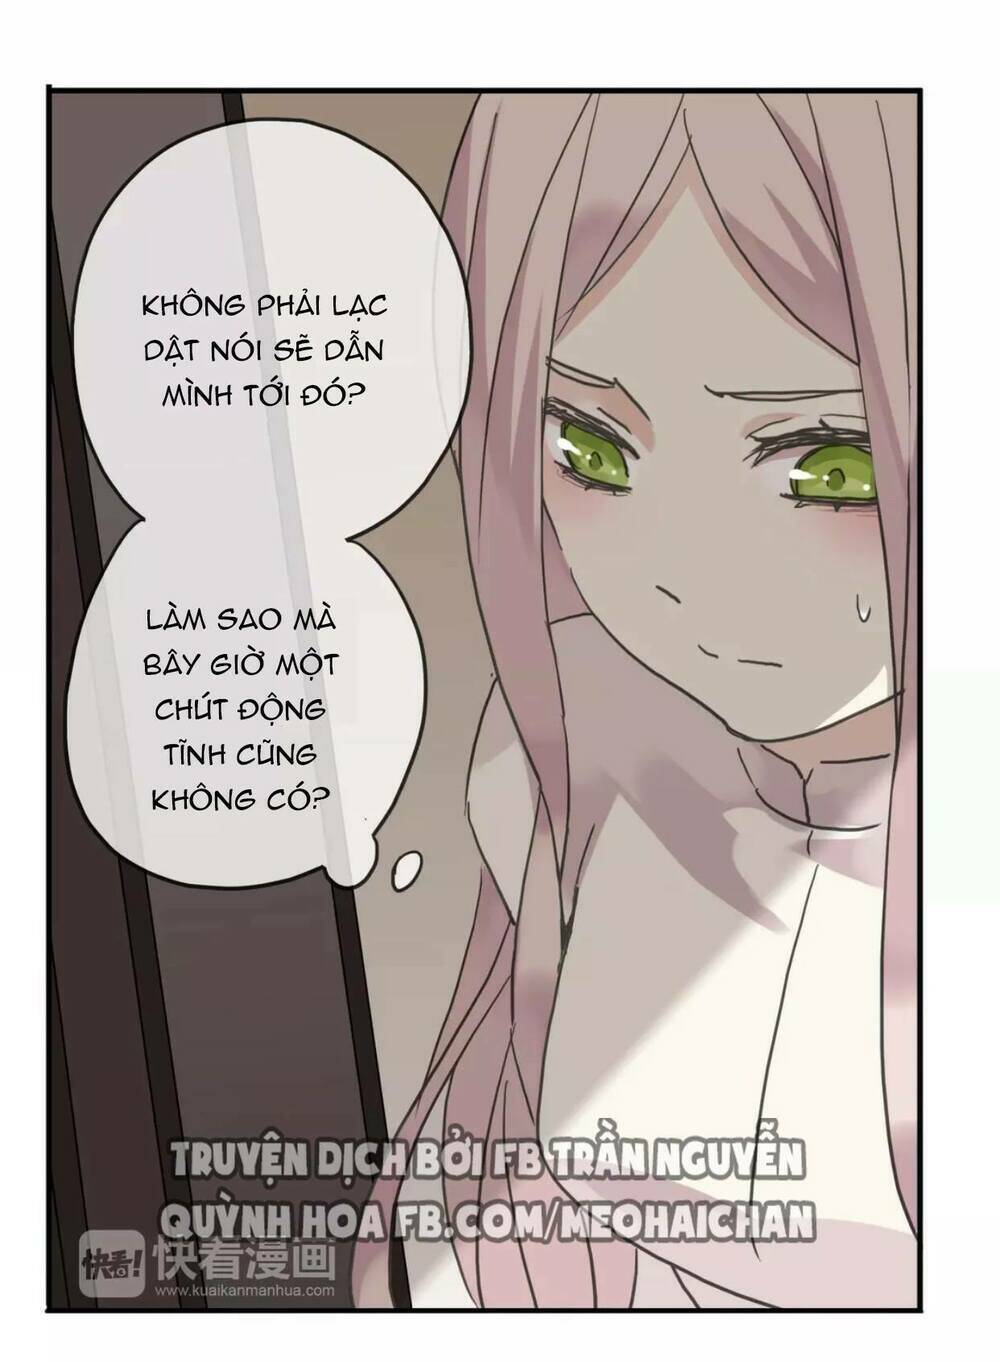 KHÔNG PHẢI LẠC
DẬT NÓI SẼ DẪN
MÌNH TỚI ĐÓ?
LÀM SAO MÀ
BÂY GIỜ MỘT
CHÚT ĐỘNG
TĨNH CŨNG
KHÔNG CÓ?
TRUYỆN DỊCH BỞI FB TRẦN NGUYỄN
QUỲNH HOA FB.COM/MEOHAICHAN
快看! 快看漫画
www.kuaikanmanhua.com